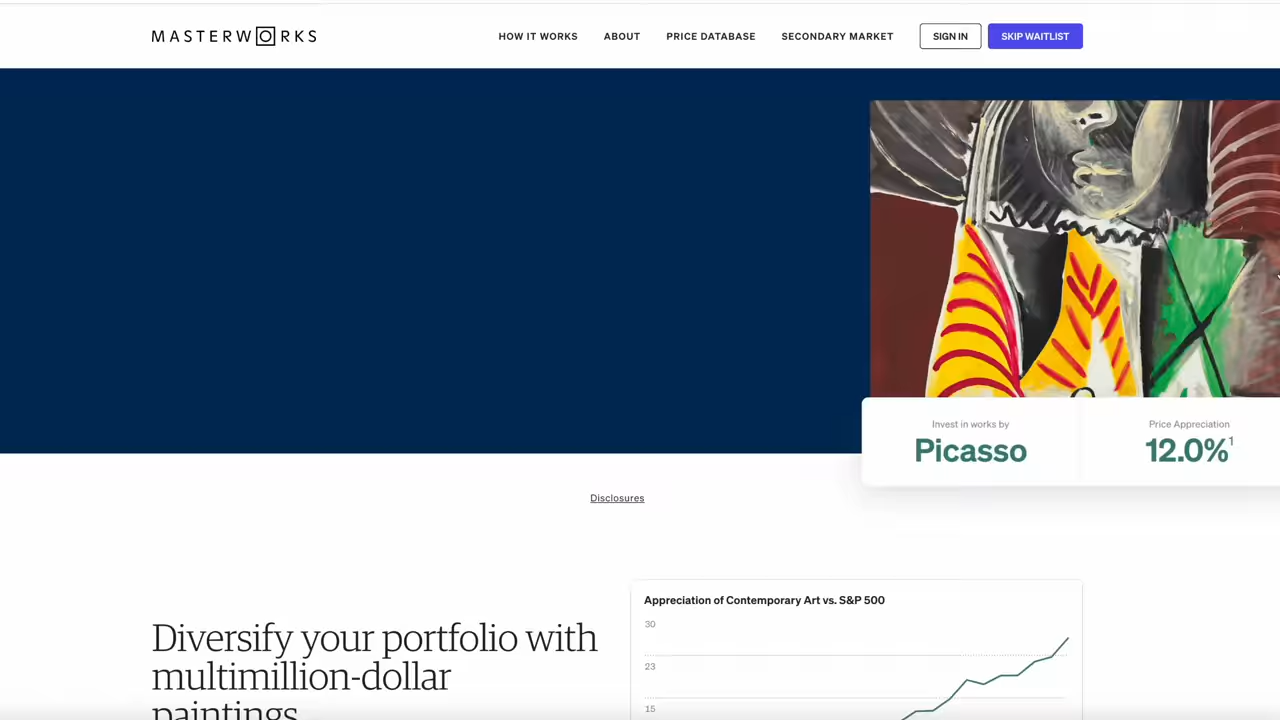 MASTERWORKS
HOW IT WORKS
ABOUT
PRICE DATABASE
SECONDARY MARKET
SIGN IN
SKIP WAITLIST
Invest in works by
Picasso
Price Appreciation
12.0%1
Disclosures
Diversify your portfolio with
multimillion-dollar
paintings
Appreciation of Contemporary Art vs. S&P 500
30
23
15